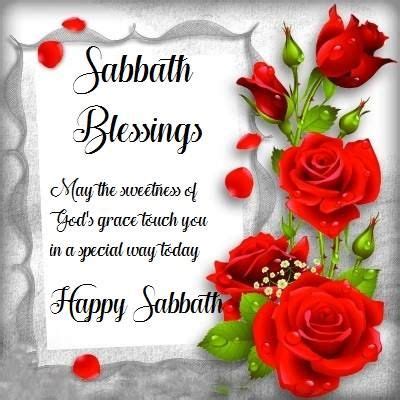 Sabbath
Blessings
May the sweetness of
God's grace touch you
in a special way today
Happy Sabbath